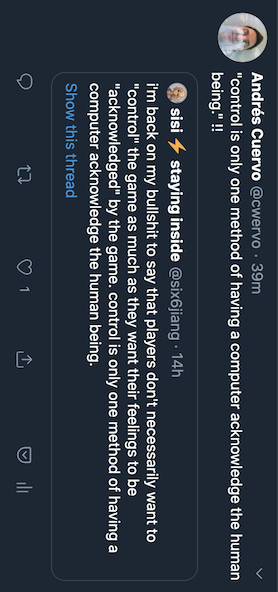 Andrés Cuervo @cwervo · 39m
"control is only one method of having a computer acknowledge the human
being." !!
sisi ⚡ staying inside @six6jiang · 14h
i'm back on my bullshit to say that players don't necessarily want to
"control" the game as much as they want their feelings to be
"acknowledged" by the game. control is only one method of having a
computer acknowledge the human being.
Show this thread
1